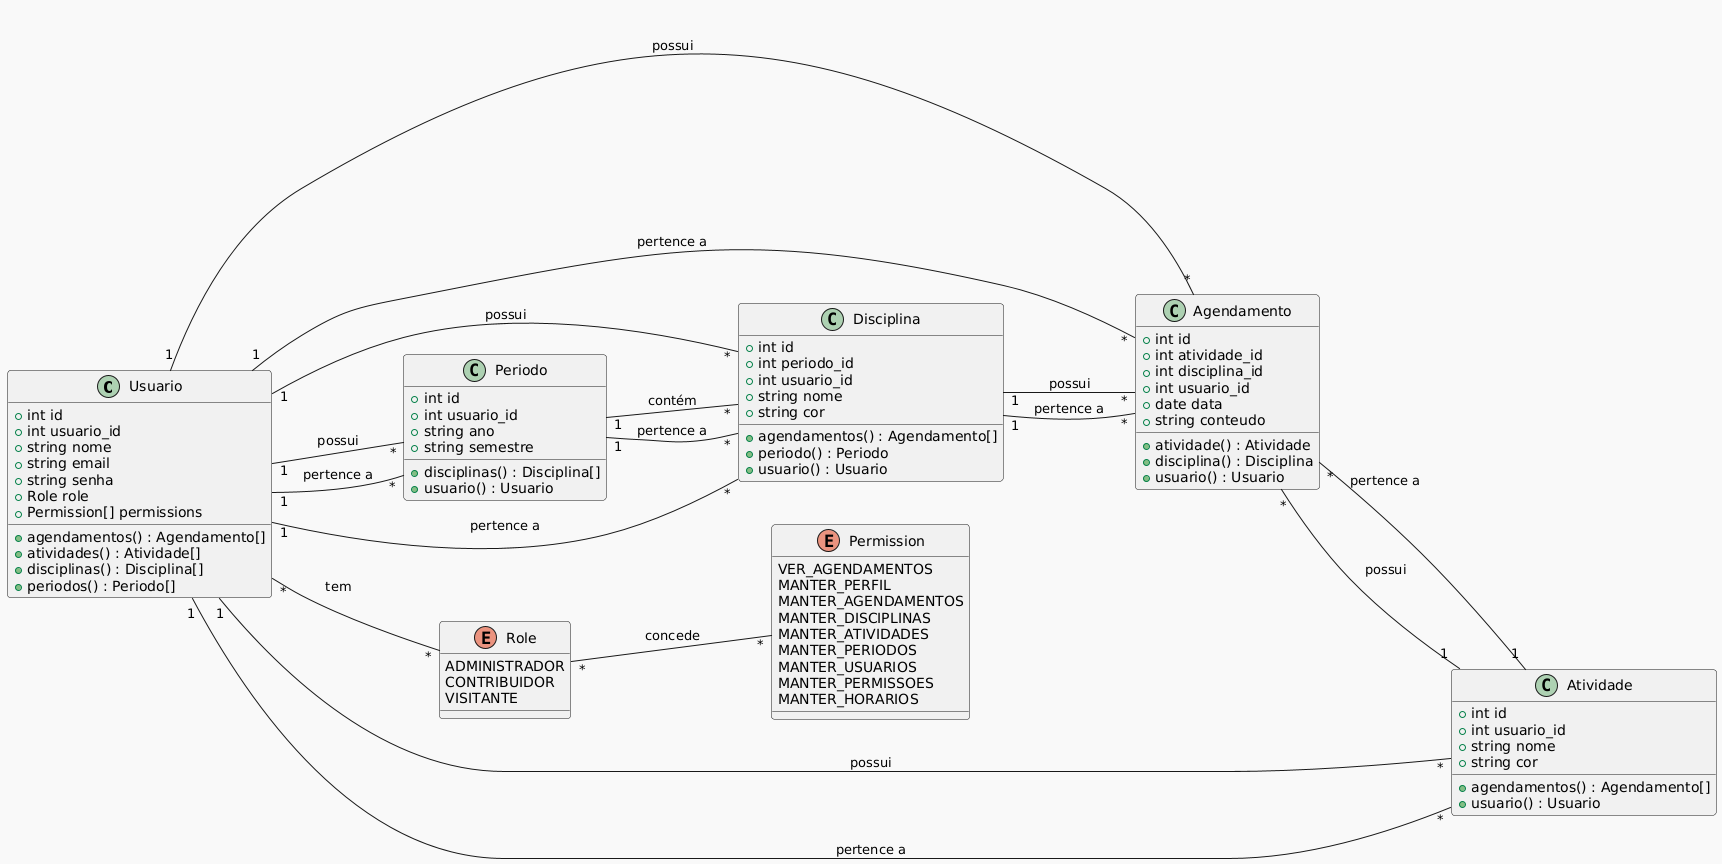 possui
1
*
pertence a
1
*
possui
1
*
C Usuario
int id
int usuario_id
string nome
string email
string senha
Role role
Permission[] permissions
agendamentos() : Agendamento[]
atividades() : Atividade[]
disciplinas() : Disciplina[]
periodos() : Periodo[]
possui
1
*
pertence a
1
*
C Periodo
int id
int usuario_id
string ano
string semestre
disciplinas() : Disciplina[]
usuario() : Usuario
contém
1
*
pertence a
1
*
C Disciplina
int id
int periodo_id
int usuario_id
string nome
string cor
agendamentos() : Agendamento[]
periodo() : Periodo
usuario() : Usuario
possui
1
*
pertence a
1
*
C Agendamento
int id
int atividade_id
int disciplina_id
int usuario_id
date data
string conteudo
atividade() : Atividade
disciplina() : Disciplina
usuario() : Usuario
pertence a
1
*
tem
*
*
E Role
ADMINISTRADOR
CONTRIBUIDOR
VISITANTE
concede
*
*
E Permission
VER_AGENDAMENTOS
MANTER_PERFIL
MANTER_AGENDAMENTOS
MANTER_DISCIPLINAS
MANTER_ATIVIDADES
MANTER_PERIODOS
MANTER_USUARIOS
MANTER_PERMISSOES
MANTER_HORARIOS
*
pertence a
1
*
possui
1
C Atividade
int id
int usuario_id
string nome
string cor
agendamentos() : Agendamento[]
usuario() : Usuario
1
possui
*
1
pertence a
*